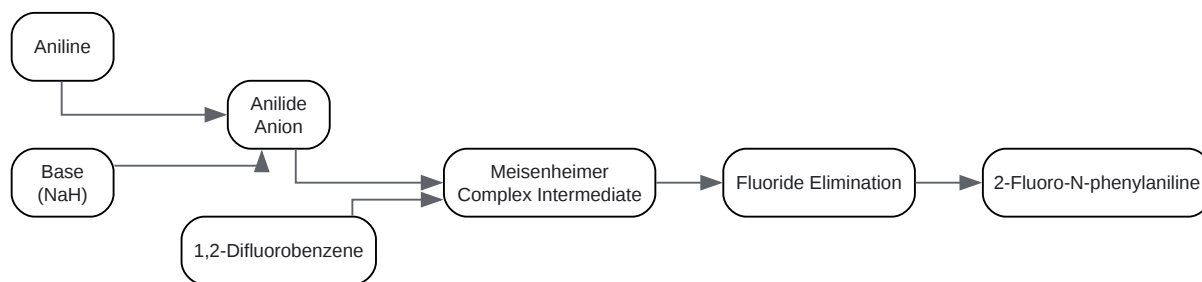 Aniline
Anilide
Anion
Base
(NaH)
Meisenheimer
Complex Intermediate
Fluoride Elimination
2-Fluoro-N-phenylaniline
1,2-Difluorobenzene